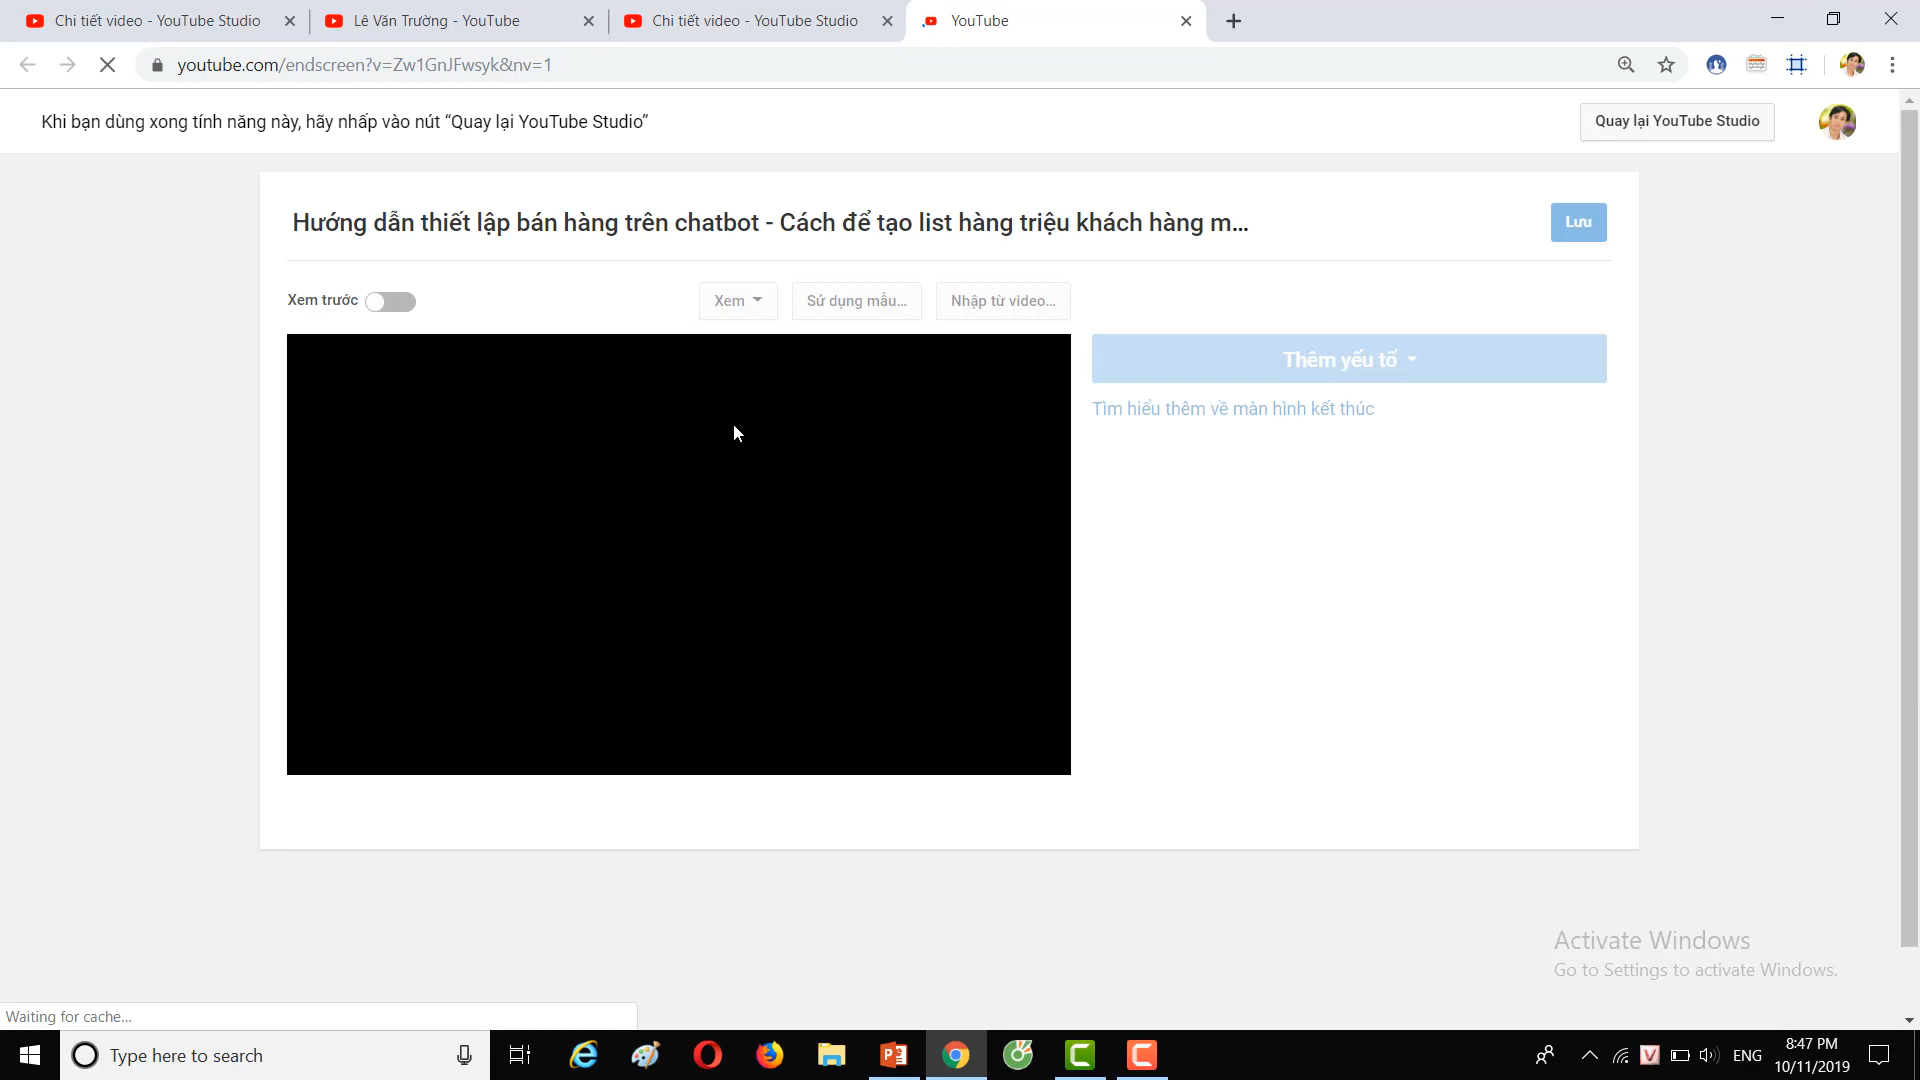 Chi tiết video - YouTube Studio
Lê Văn Trường - YouTube
Chi tiết video - YouTube Studio
YouTube
youtube.com/endscreen?v=Zw1GnJFwsyk&nv=1
Khi bạn dùng xong tính năng này, hãy nhấp vào nút “Quay lại YouTube Studio”
Quay lại YouTube Studio
Hướng dẫn thiết lập bán hàng trên chatbot - Cách để tạo list hàng triệu khách hàng m...
Lưu
Xem trước
Xem
Sử dụng mẫu...
Nhập từ video...
Thêm yếu tố
Tìm hiểu thêm về màn hình kết thúc
Activate Windows
Go to Settings to activate Windows.
Waiting for cache...
Type here to search
ENG
8:47 PM
10/11/2019